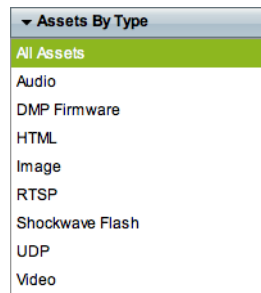 Assets By Type
All Assets
Audio
DMP Firmware
HTML
Image
RTSP
Shockwave Flash
UDP
Video